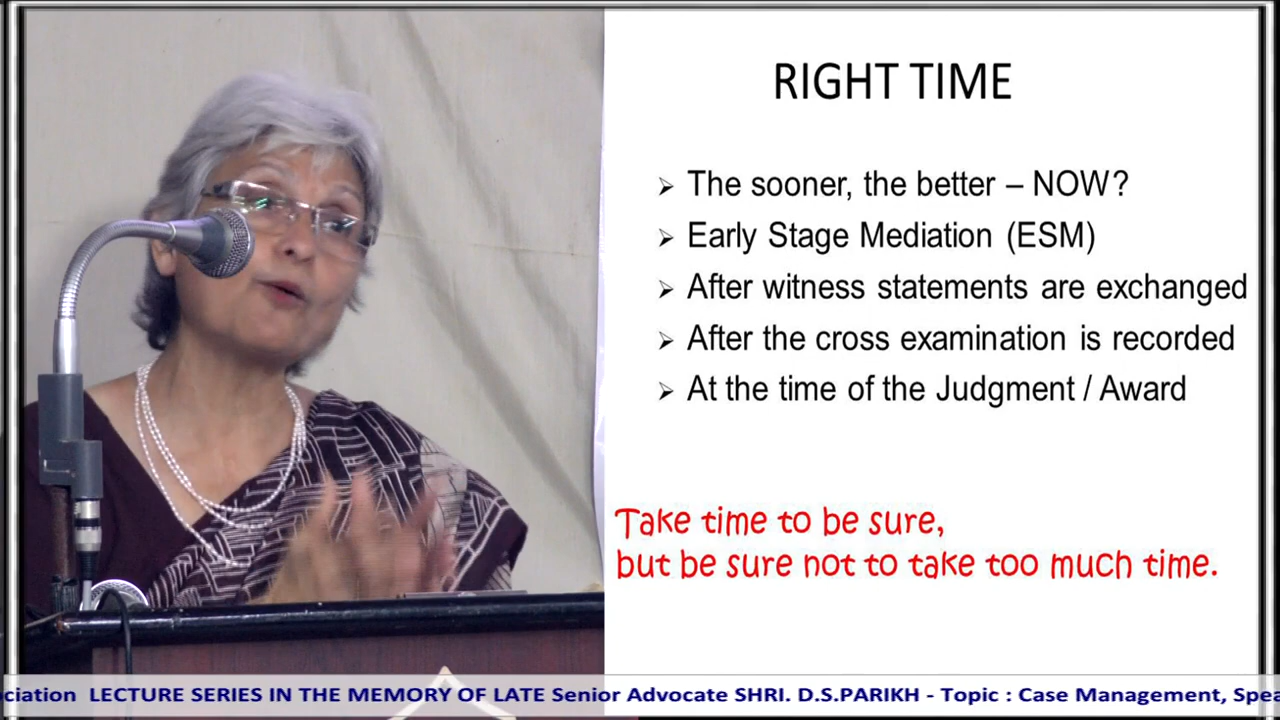 RIGHT TIME
➢ The sooner, the better – NOW?
➢ Early Stage Mediation (ESM)
➢ After witness statements are exchanged
➢ After the cross examination is recorded
➢ At the time of the Judgment / Award
Take time to be sure,
but be sure not to take too much time.
ciation LECTURE SERIES IN THE MEMORY OF LATE Senior Advocate SHRI. D.S.PARIKH - Topic : Case Management, Spea